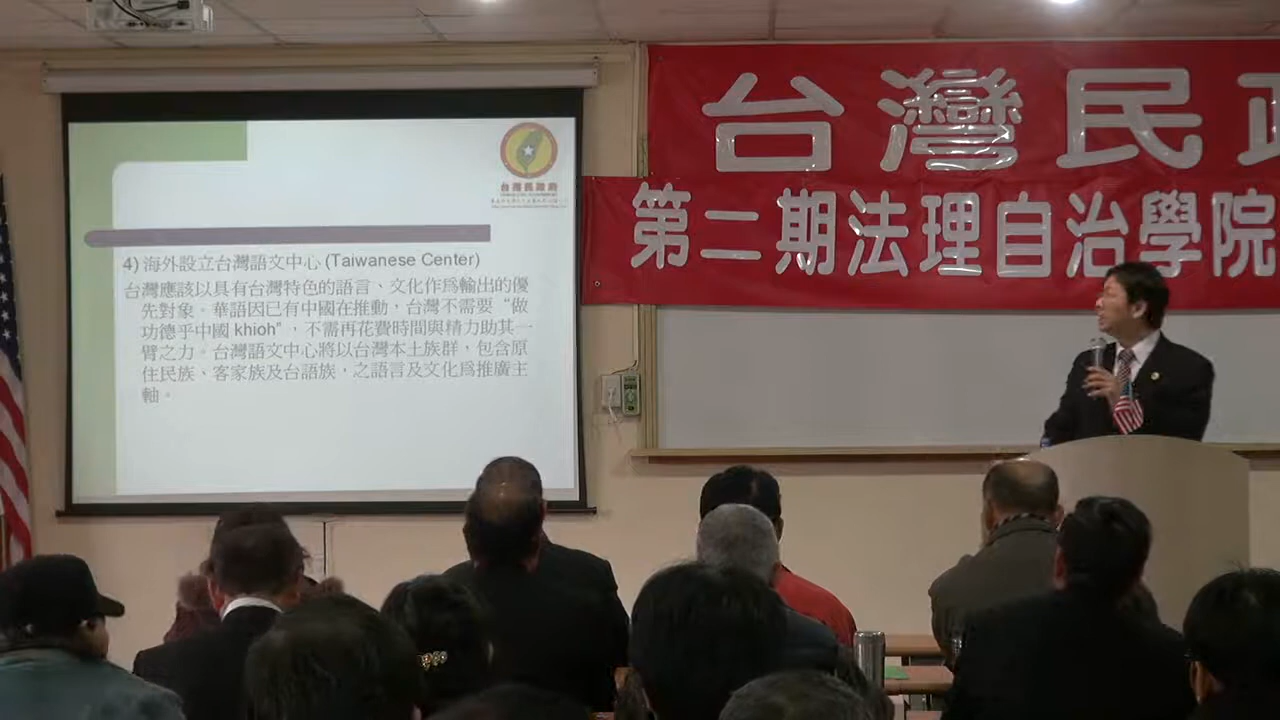 台灣民政府
4) 海外設立台灣語文中心 (Taiwanese Center)
台灣應該以具有台灣特色的語言、文化作爲輸出的優
先對象。華語因已有中國在推動，台灣不需要“做
功德乎中國 khioh”，不需再花費時間與精力助其一
臂之力。台灣語文中心將以台灣本土族群，包含原
住民族、客家族及台語族，之語言及文化爲推廣主
軸。
台灣民
第二期法理自治學院